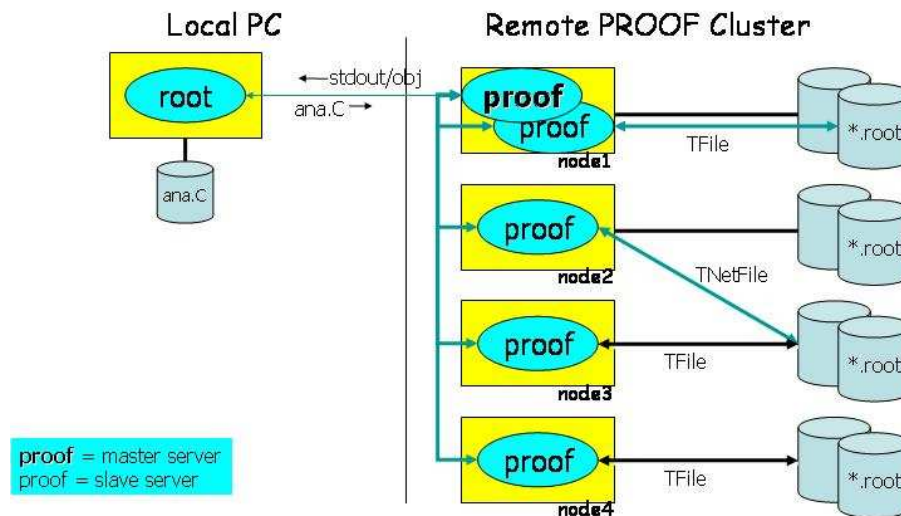 Local PC
Remote PROOF Cluster
root
stdout/obj
ana.C
ana.C
proof
proof
node1
TFile
*.root
proof
node2
TNetFile
*.root
proof
node3
TFile
*.root
proof
node4
TFile
*.root
proof = master server
proof = slave server